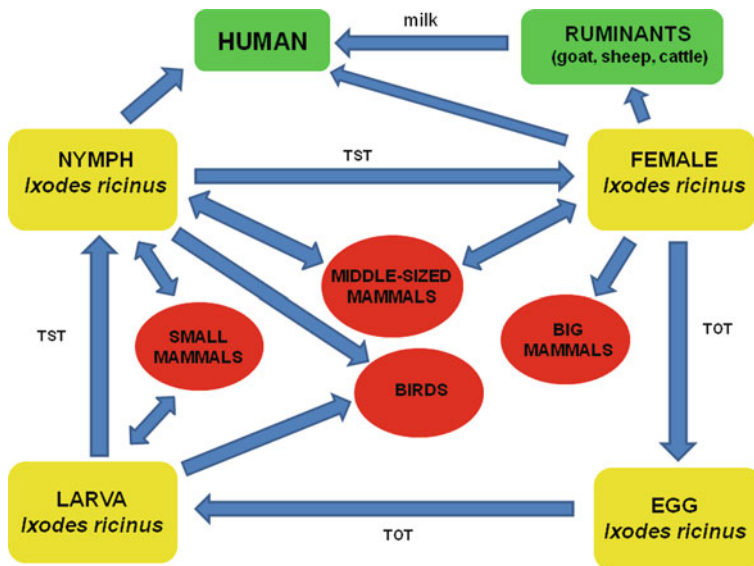 HUMAN
milk
RUMINANTS
(goat, sheep, cattle)
NYMPH
Ixodes ricinus
TST
FEMALE
Ixodes ricinus
MIDDLE-SIZED
MAMMALS
TST
SMALL
MAMMALS
BIG
MAMMALS
TOT
BIRDS
LARVA
Ixodes ricinus
TOT
EGG
Ixodes ricinus